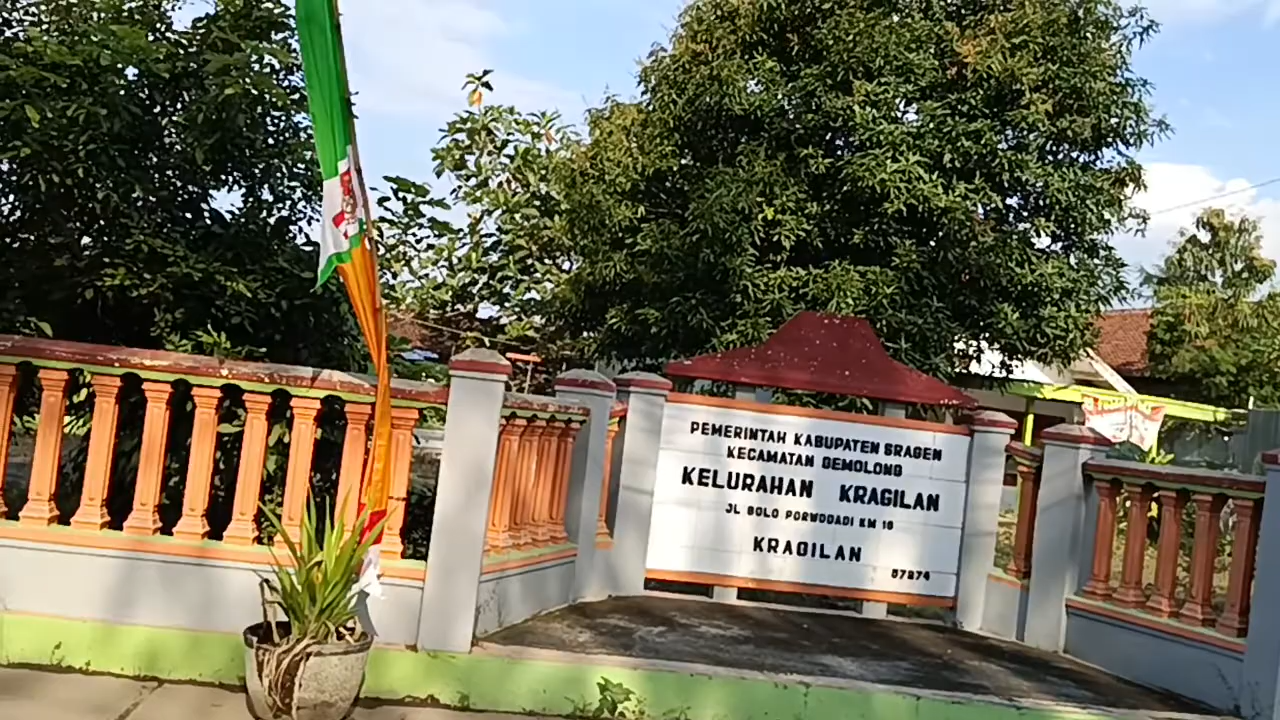 PEMERINTAH KABUPATEN SRAGEN
KECAMATAN GEMOLONG
KELURAHAN KRAGILAN
JL SOLO PORWODADI KM 18
KRAGILAN
57274